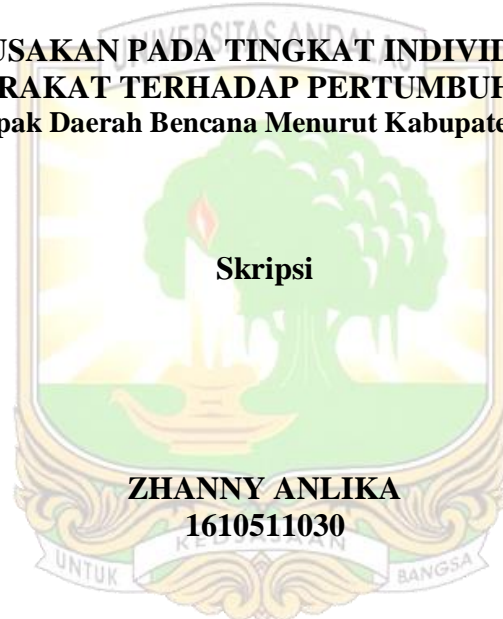 UNIVERSITAS ANDALAS
USAKAN PADA TINGKAT INDIVID
RAKAT TERHADAP PERTUMBUH
pak Daerah Bencana Menurut Kabupate
Skripsi
ZHANNY ANLIKA
1610511030
KEDJAJAAN
UNTUK
BANGSA